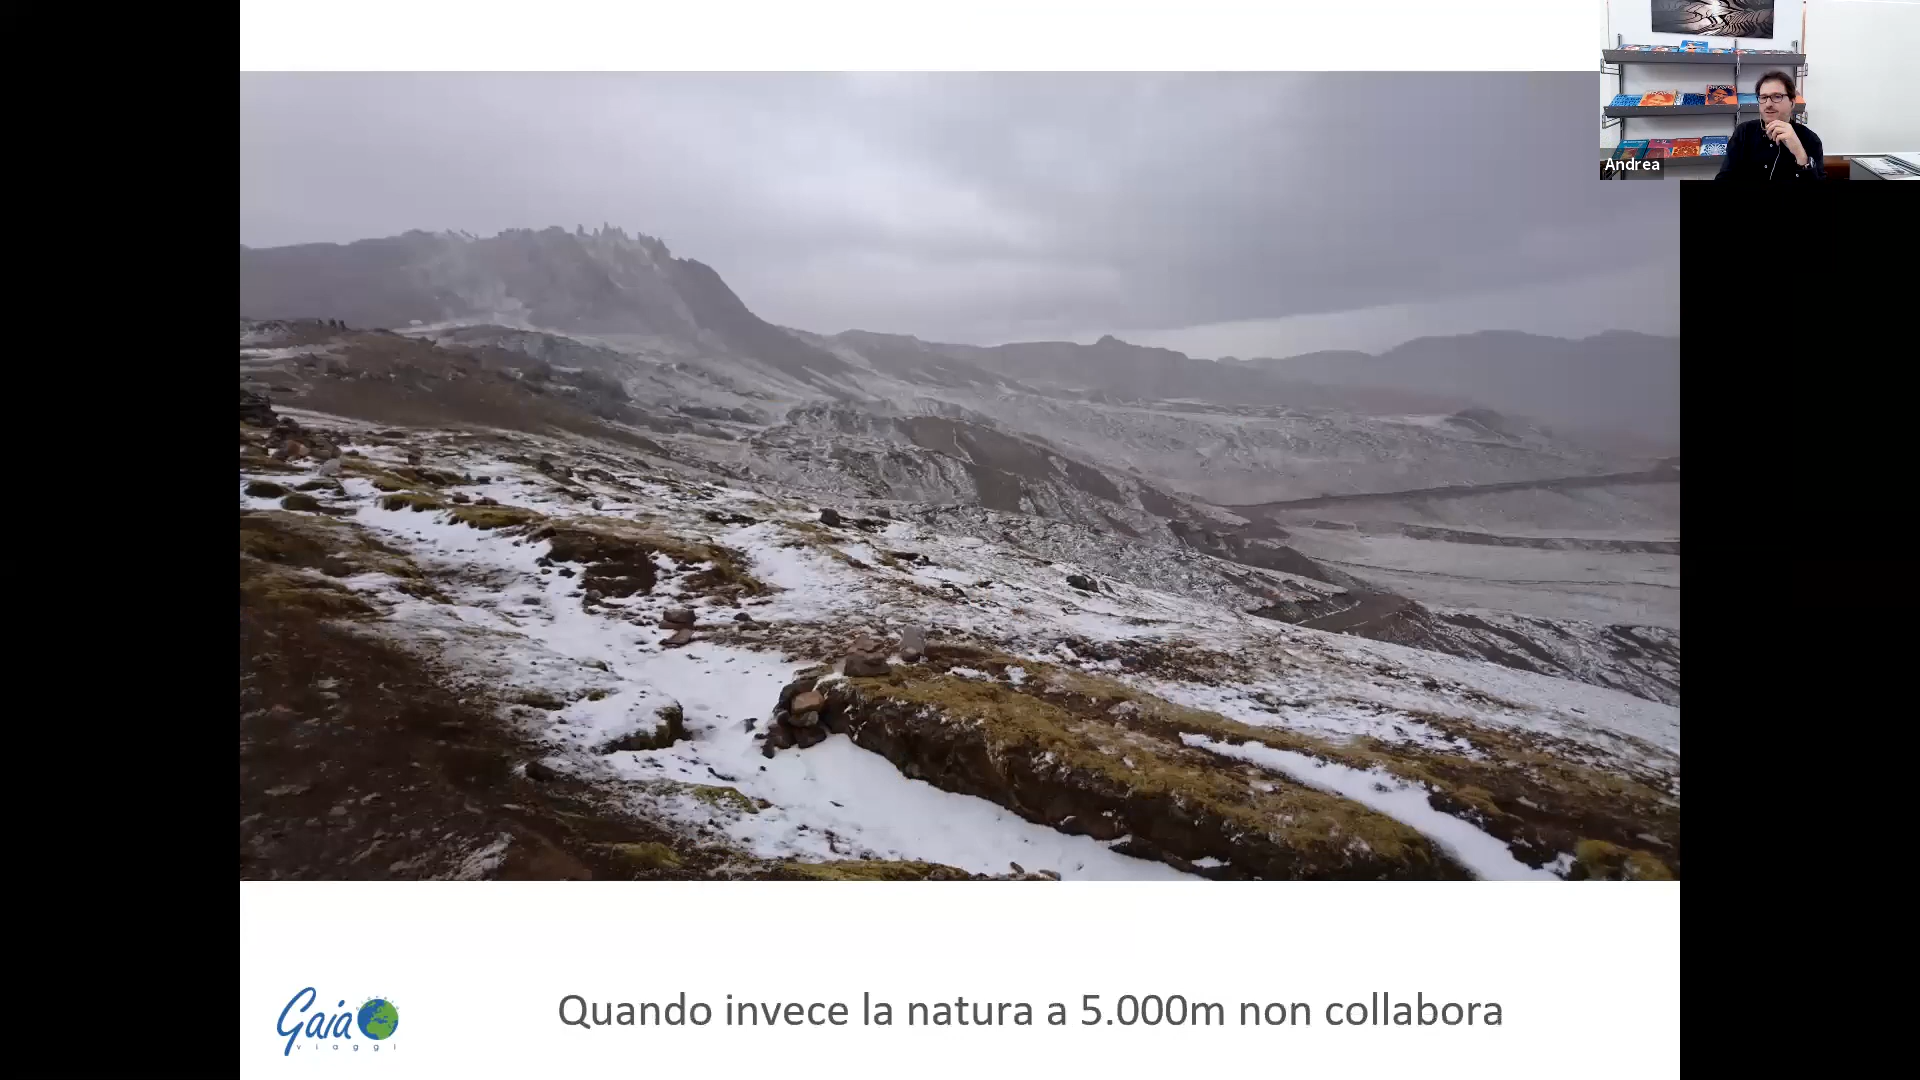 Andrea
Gaia
viaggi
Quando invece la natura a 5.000m non collabora